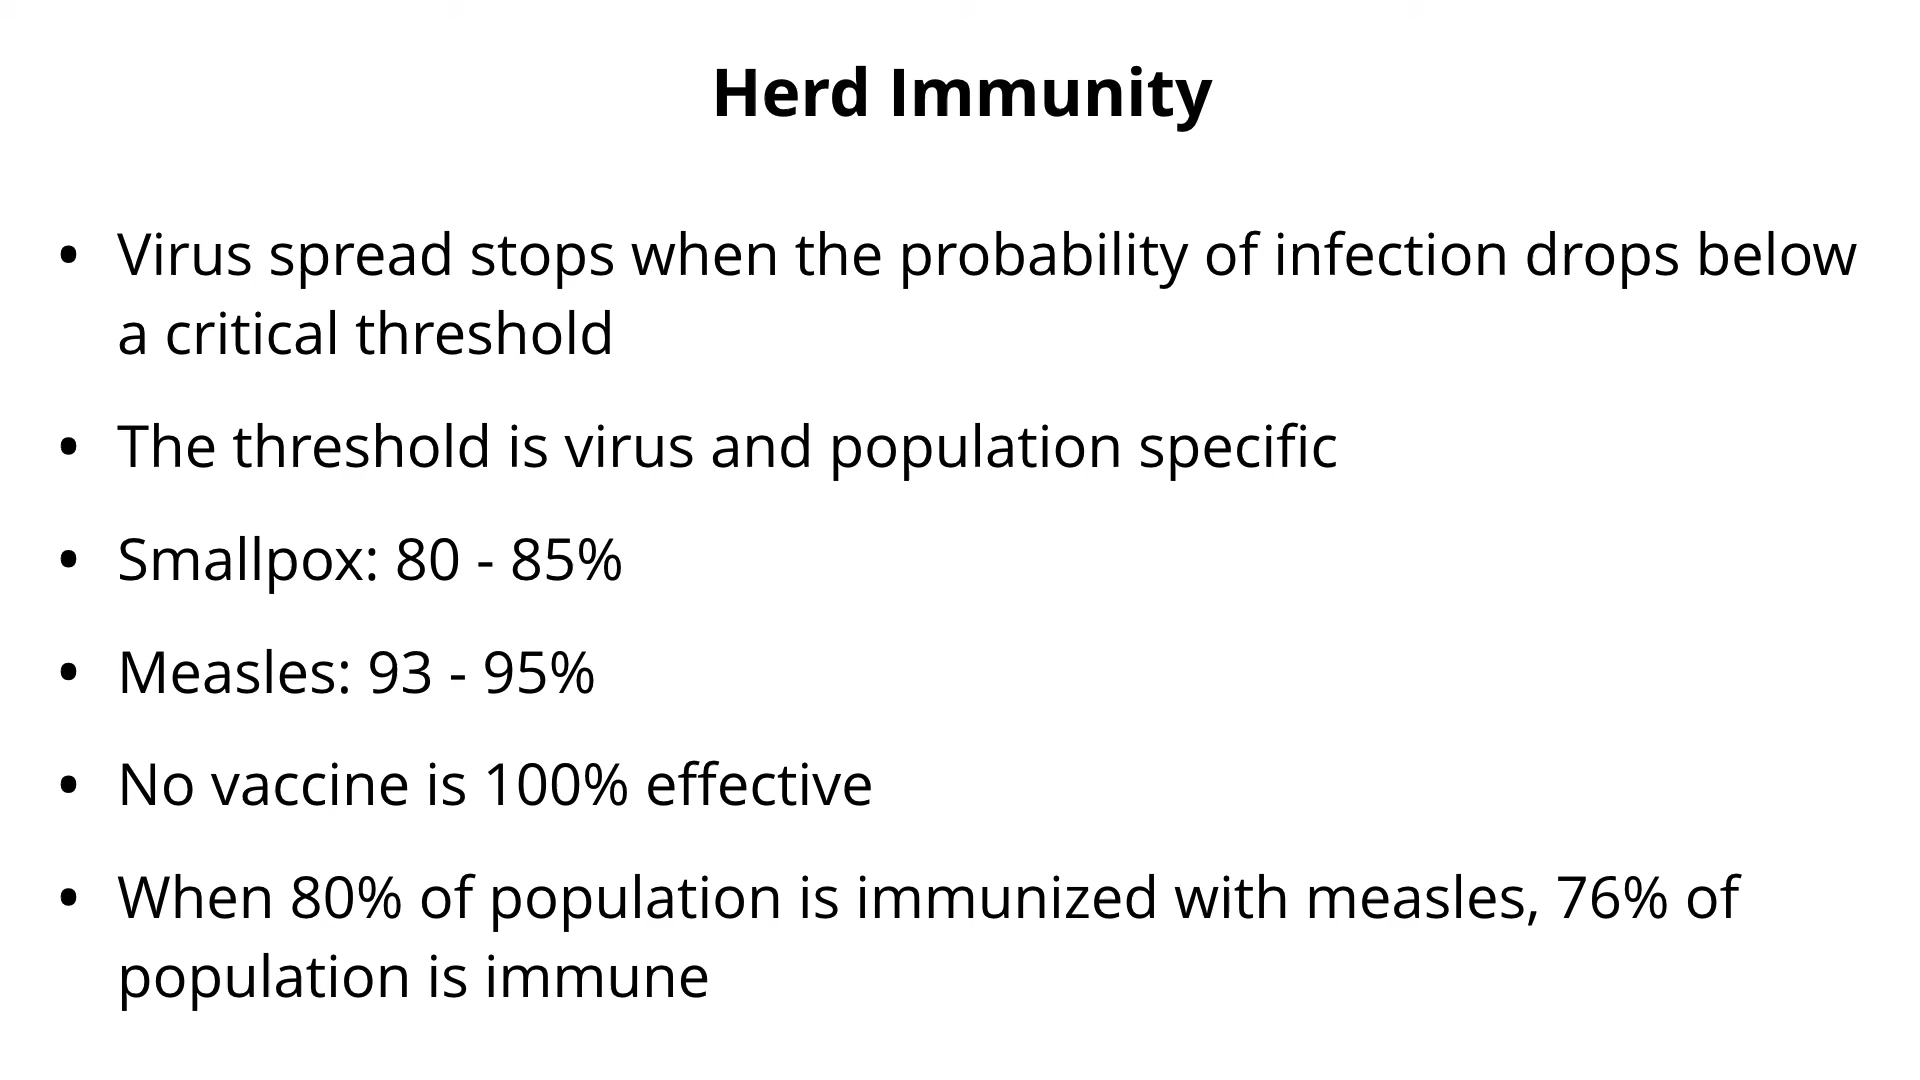 Herd Immunity
• Virus spread stops when the probability of infection drops below
a critical threshold
• The threshold is virus and population specific
• Smallpox: 80 - 85%
• Measles: 93 - 95%
• No vaccine is 100% effective
• When 80% of population is immunized with measles, 76% of
population is immune